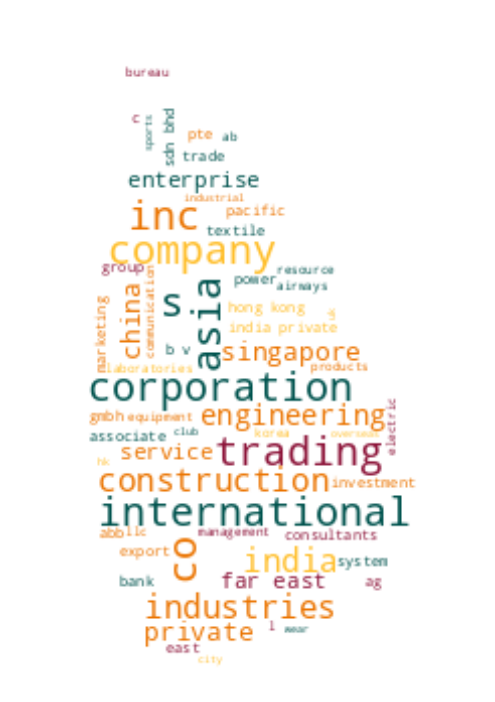 bureau
c
sports
sdn bhd
pte
ab
trade
enterprise
industrial
inc
pacific
textile
company
group
communication
power
resource
airways
china
s
asia
marketing
hong kong
india private
b v
singapore
laboratories
products
corporation
gmbh
equipment
engineering
electric
associate
club
korea
overseas
service
trading
hk
construction
investment
international
abb
llc
management
consultants
export
co
india
system
bank
far east
ag
industries
private
l
wear
east
city